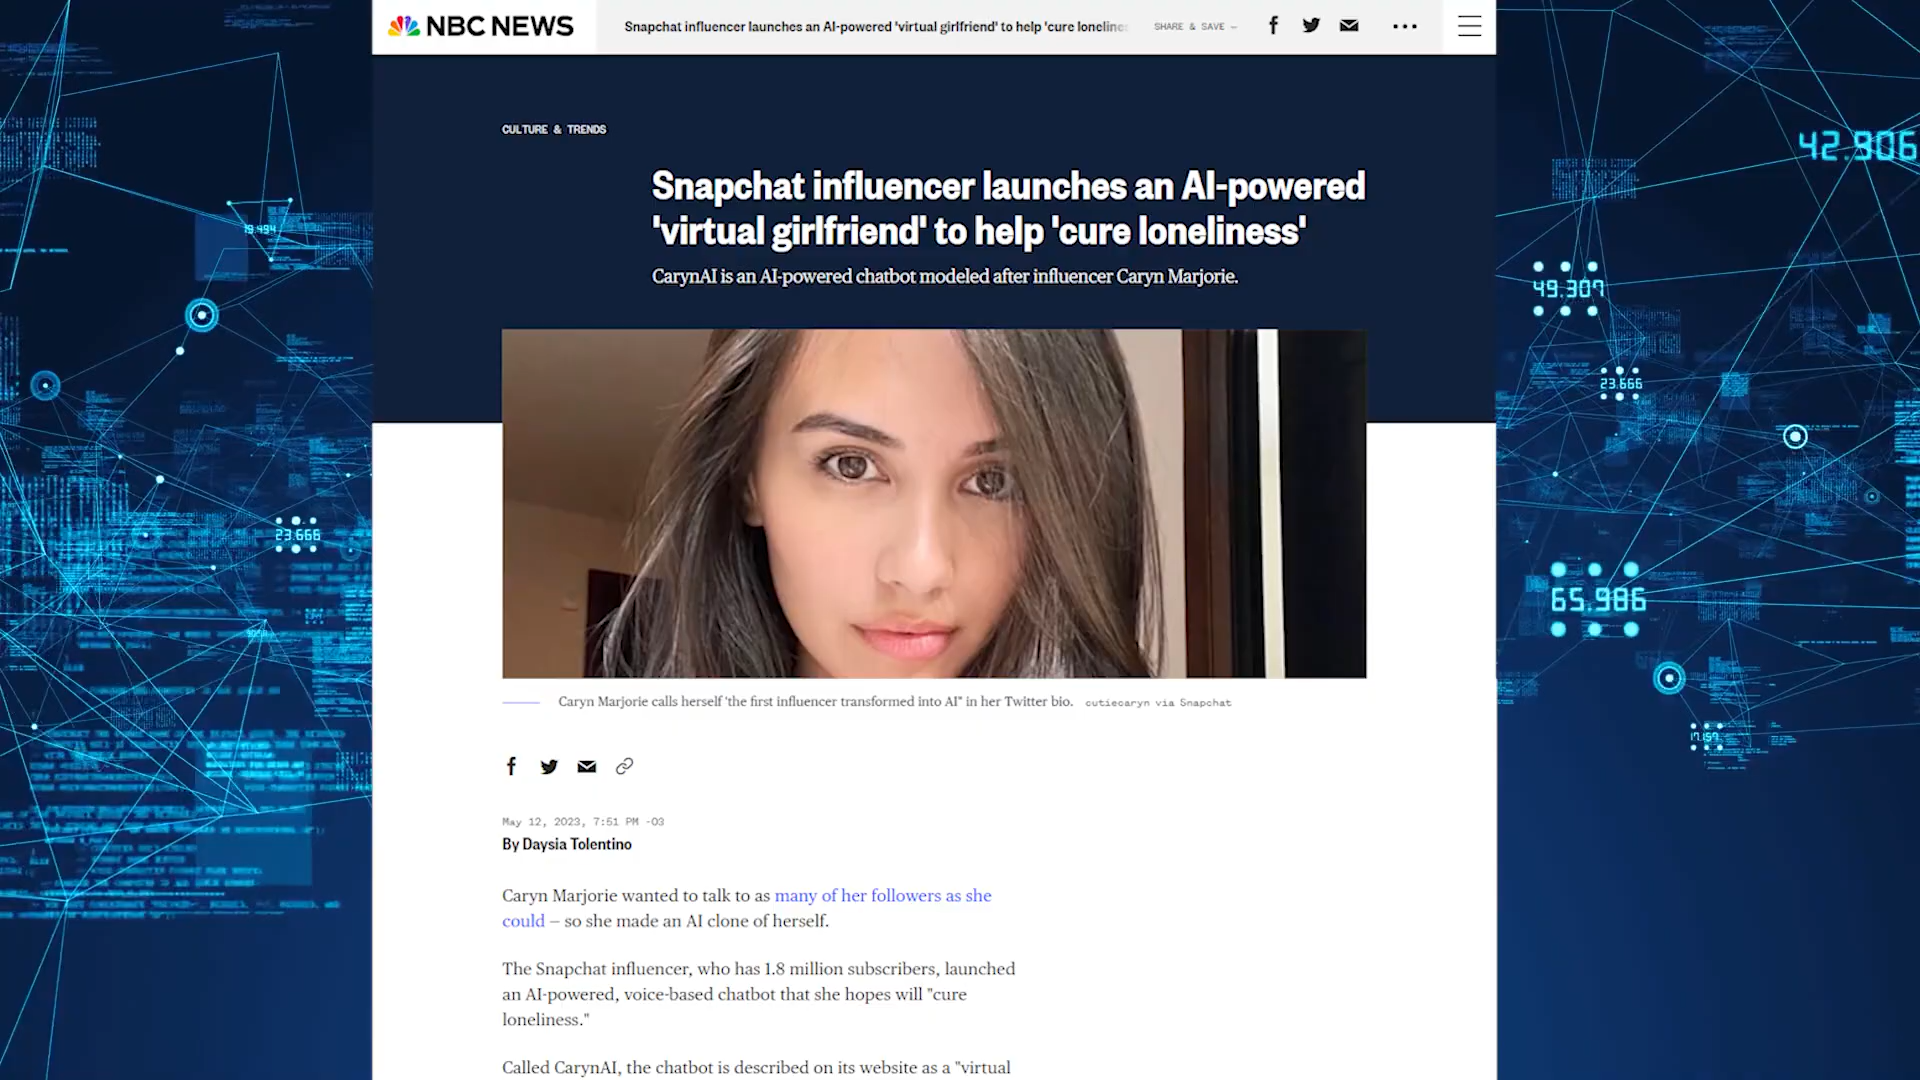 NBC NEWS
Snapchat influencer launches an AI-powered 'virtual girlfriend' to help 'cure loneliness
SHARE & SAVE —
CULTURE & TRENDS
42.906
Snapchat influencer launches an AI-powered
'virtual girlfriend' to help 'cure loneliness'
19.494
CarynAI is an AI-powered chatbot modeled after influencer Caryn Marjorie.
49.307
23.666
23.666
65.986
Caryn Marjorie calls herself 'the first influencer transformed into AI" in her Twitter bio. cutiecaryn via Snapchat
17.157
May 12, 2023, 7:51 PM -03
By Daysia Tolentino
Caryn Marjorie wanted to talk to as many of her followers as she
could — so she made an AI clone of herself.
The Snapchat influencer, who has 1.8 million subscribers, launched
an AI-powered, voice-based chatbot that she hopes will "cure
loneliness."
Called CarynAI, the chatbot is described on its website as a "virtual